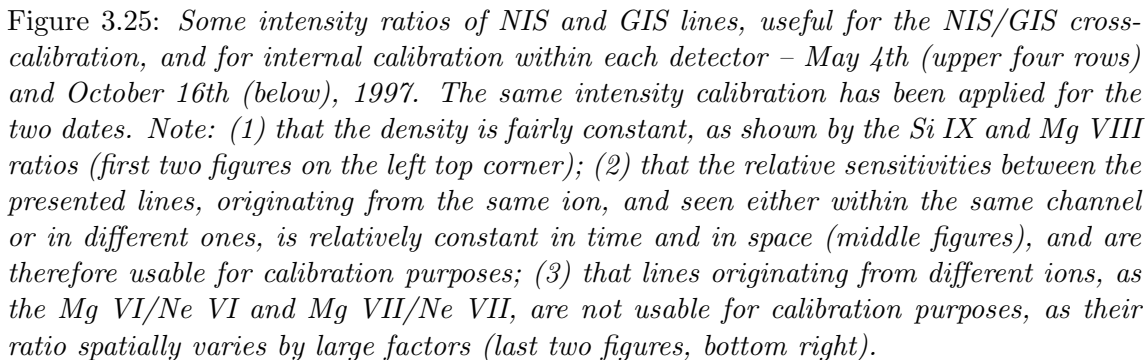 Figure 3.25: Some intensity ratios of NIS and GIS lines, useful for the NIS/GIS cross-
calibration, and for internal calibration within each detector – May 4th (upper four rows)
and October 16th (below), 1997. The same intensity calibration has been applied for the
two dates. Note: (1) that the density is fairly constant, as shown by the Si IX and Mg VIII
ratios (first two figures on the left top corner); (2) that the relative sensitivities between the
presented lines, originating from the same ion, and seen either within the same channel
or in different ones, is relatively constant in time and in space (middle figures), and are
therefore usable for calibration purposes; (3) that lines originating from different ions, as
the Mg VI/Ne VI and Mg VII/Ne VII, are not usable for calibration purposes, as their
ratio spatially varies by large factors (last two figures, bottom right).